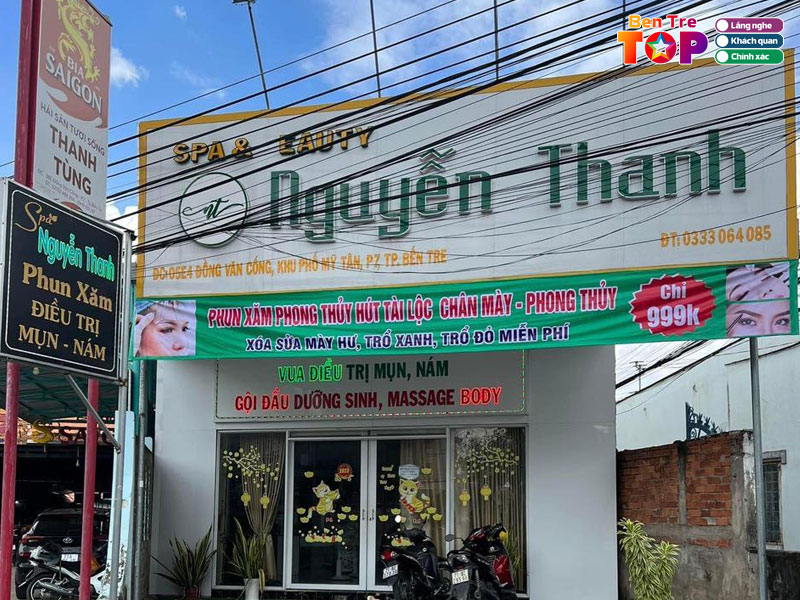 Ben Tre
TOP
Lắng nghe
Khách quan
Chính xác
BIA
SAIGON
HẢI SẢN TƯƠI SỐNG
THANH
TÙNG
Spa
Nguyễn Thanh
Phun Xăm
ĐIỀU TRỊ
MỤN - NÁM
SPA & EAUTY
NT
Nguyễn Thanh
ĐC: 05E4 ĐỒNG VĂN CỐNG, KHU PHỐ MỸ TÂN, P7, TP. BẾN TRE
ĐT: 0333 064 085
PHUN XĂM PHONG THỦY HÚT TÀI LỘC CHÂN MÀY - PHONG THỦY
XÓA SỬA MÀY HƯ, TRỔ XANH, TRỔ ĐỎ MIỄN PHÍ
Chỉ
999k
VUA ĐIỀU TRỊ MỤN, NÁM
GỘI ĐẦU DƯỠNG SINH, MASSAGE BODY